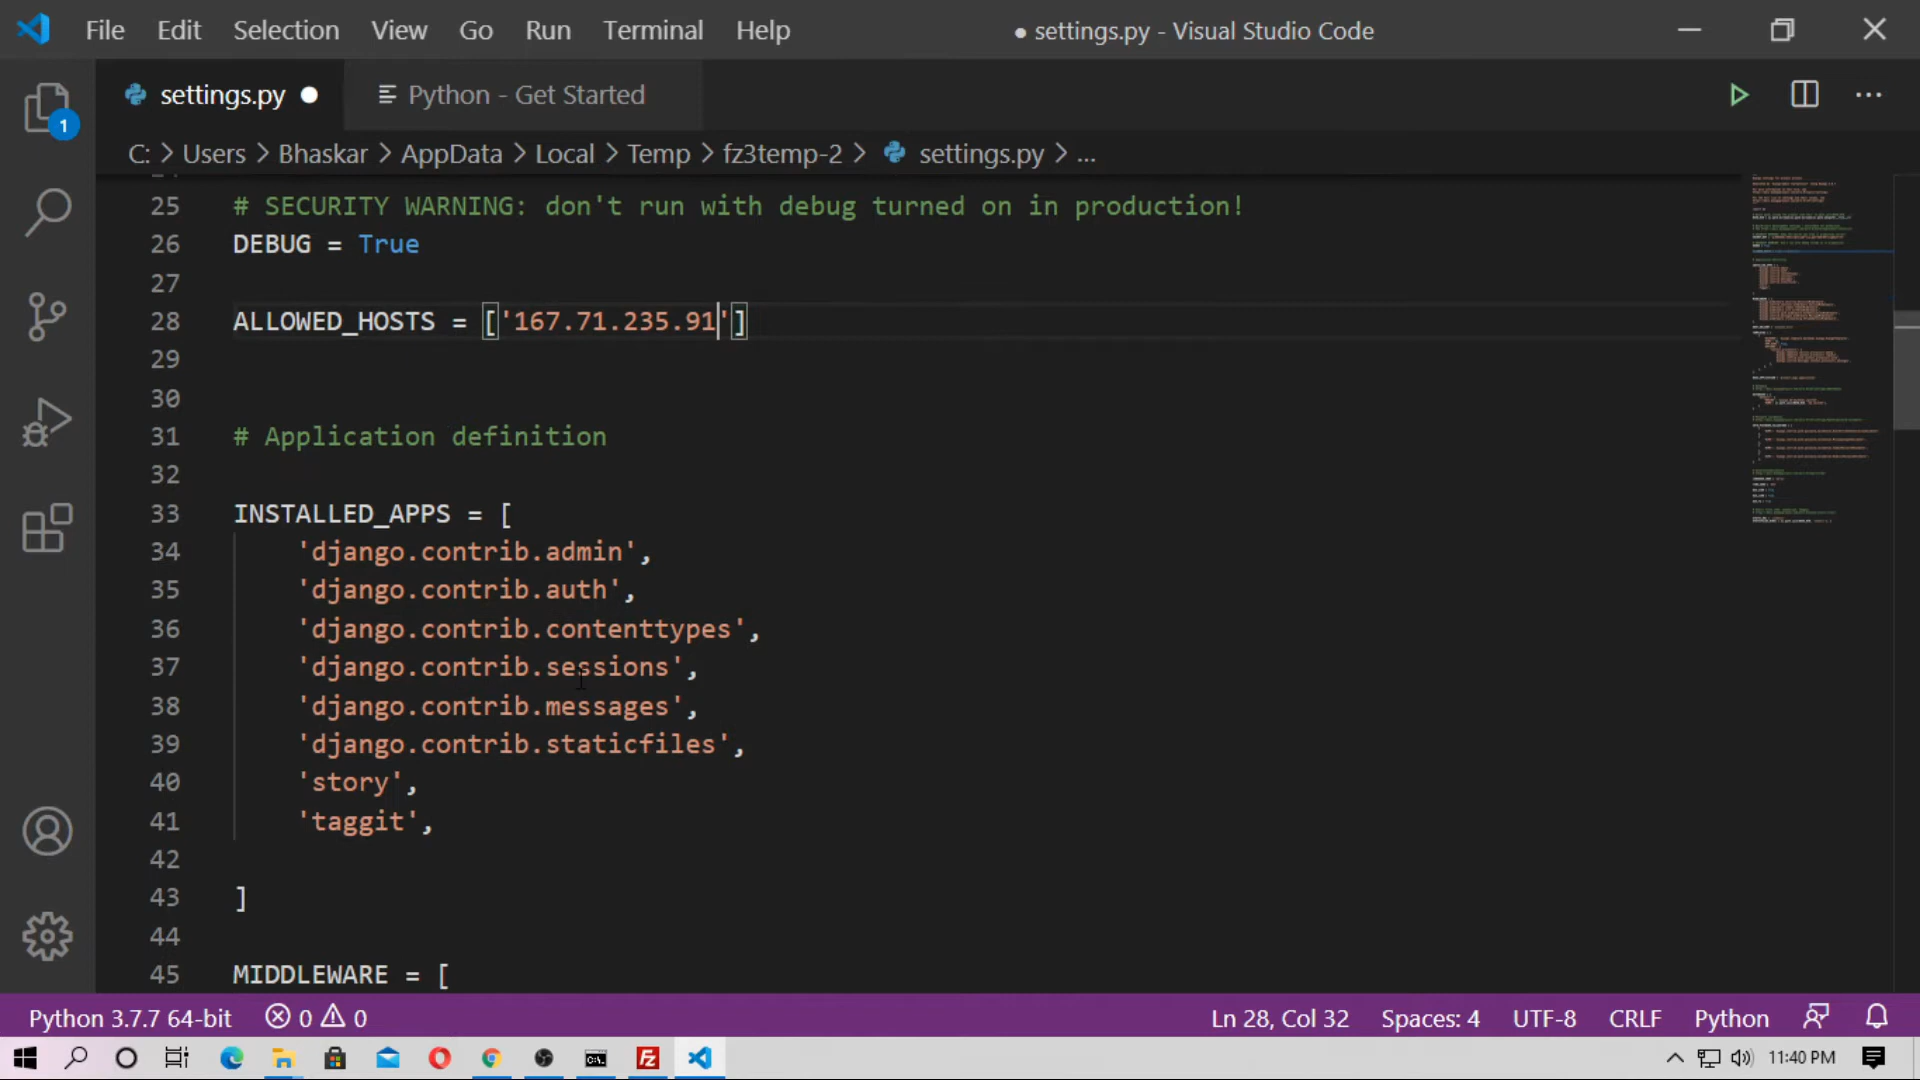 File Edit Selection View Go Run Terminal Help ● settings.py - Visual Studio Code
settings.py ● Python - Get Started
C: > Users > Bhaskar > AppData > Local > Temp > fz3temp-2 > settings.py > ...
1
25 # SECURITY WARNING: don't run with debug turned on in production!
26 DEBUG = True
27
28 ALLOWED_HOSTS = ['167.71.235.91']
29
30
31 # Application definition
32
33 INSTALLED_APPS = [
34 'django.contrib.admin',
35 'django.contrib.auth',
36 'django.contrib.contenttypes',
37 'django.contrib.sessions',
38 'django.contrib.messages',
39 'django.contrib.staticfiles',
40 'story',
41 'taggit',
42
43 ]
44
45 MIDDLEWARE = [
Python 3.7.7 64-bit 0 0 Ln 28, Col 32 Spaces: 4 UTF-8 CRLF Python
11:40 PM